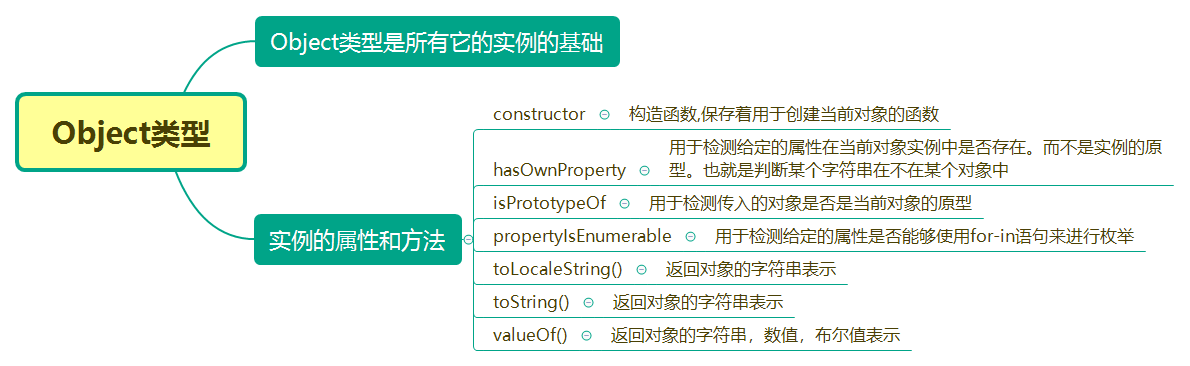 Object类型是所有它的实例的基础
Object类型
实例的属性和方法
constructor 构造函数,保存着用于创建当前对象的函数
hasOwnProperty 用于检测给定的属性在当前对象实例中是否存在。而不是实例的原
型。也就是判断某个字符串在不在某个对象中
isPrototypeOf 用于检测传入的对象是否是当前对象的原型
propertyIsEnumerable 用于检测给定的属性是否能够使用for-in语句来进行枚举
toLocaleString() 返回对象的字符串表示
toString() 返回对象的字符串表示
valueOf() 返回对象的字符串，数值，布尔值表示